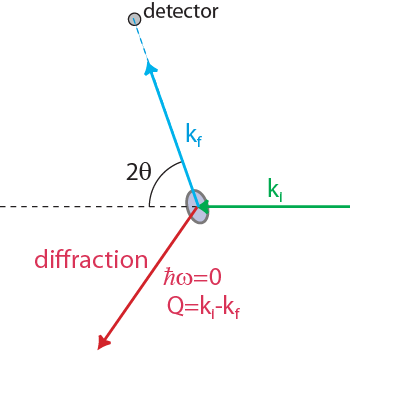 detector
k_f
2θ
k_I
diffraction
ℏω=0
Q=k_I-k_f